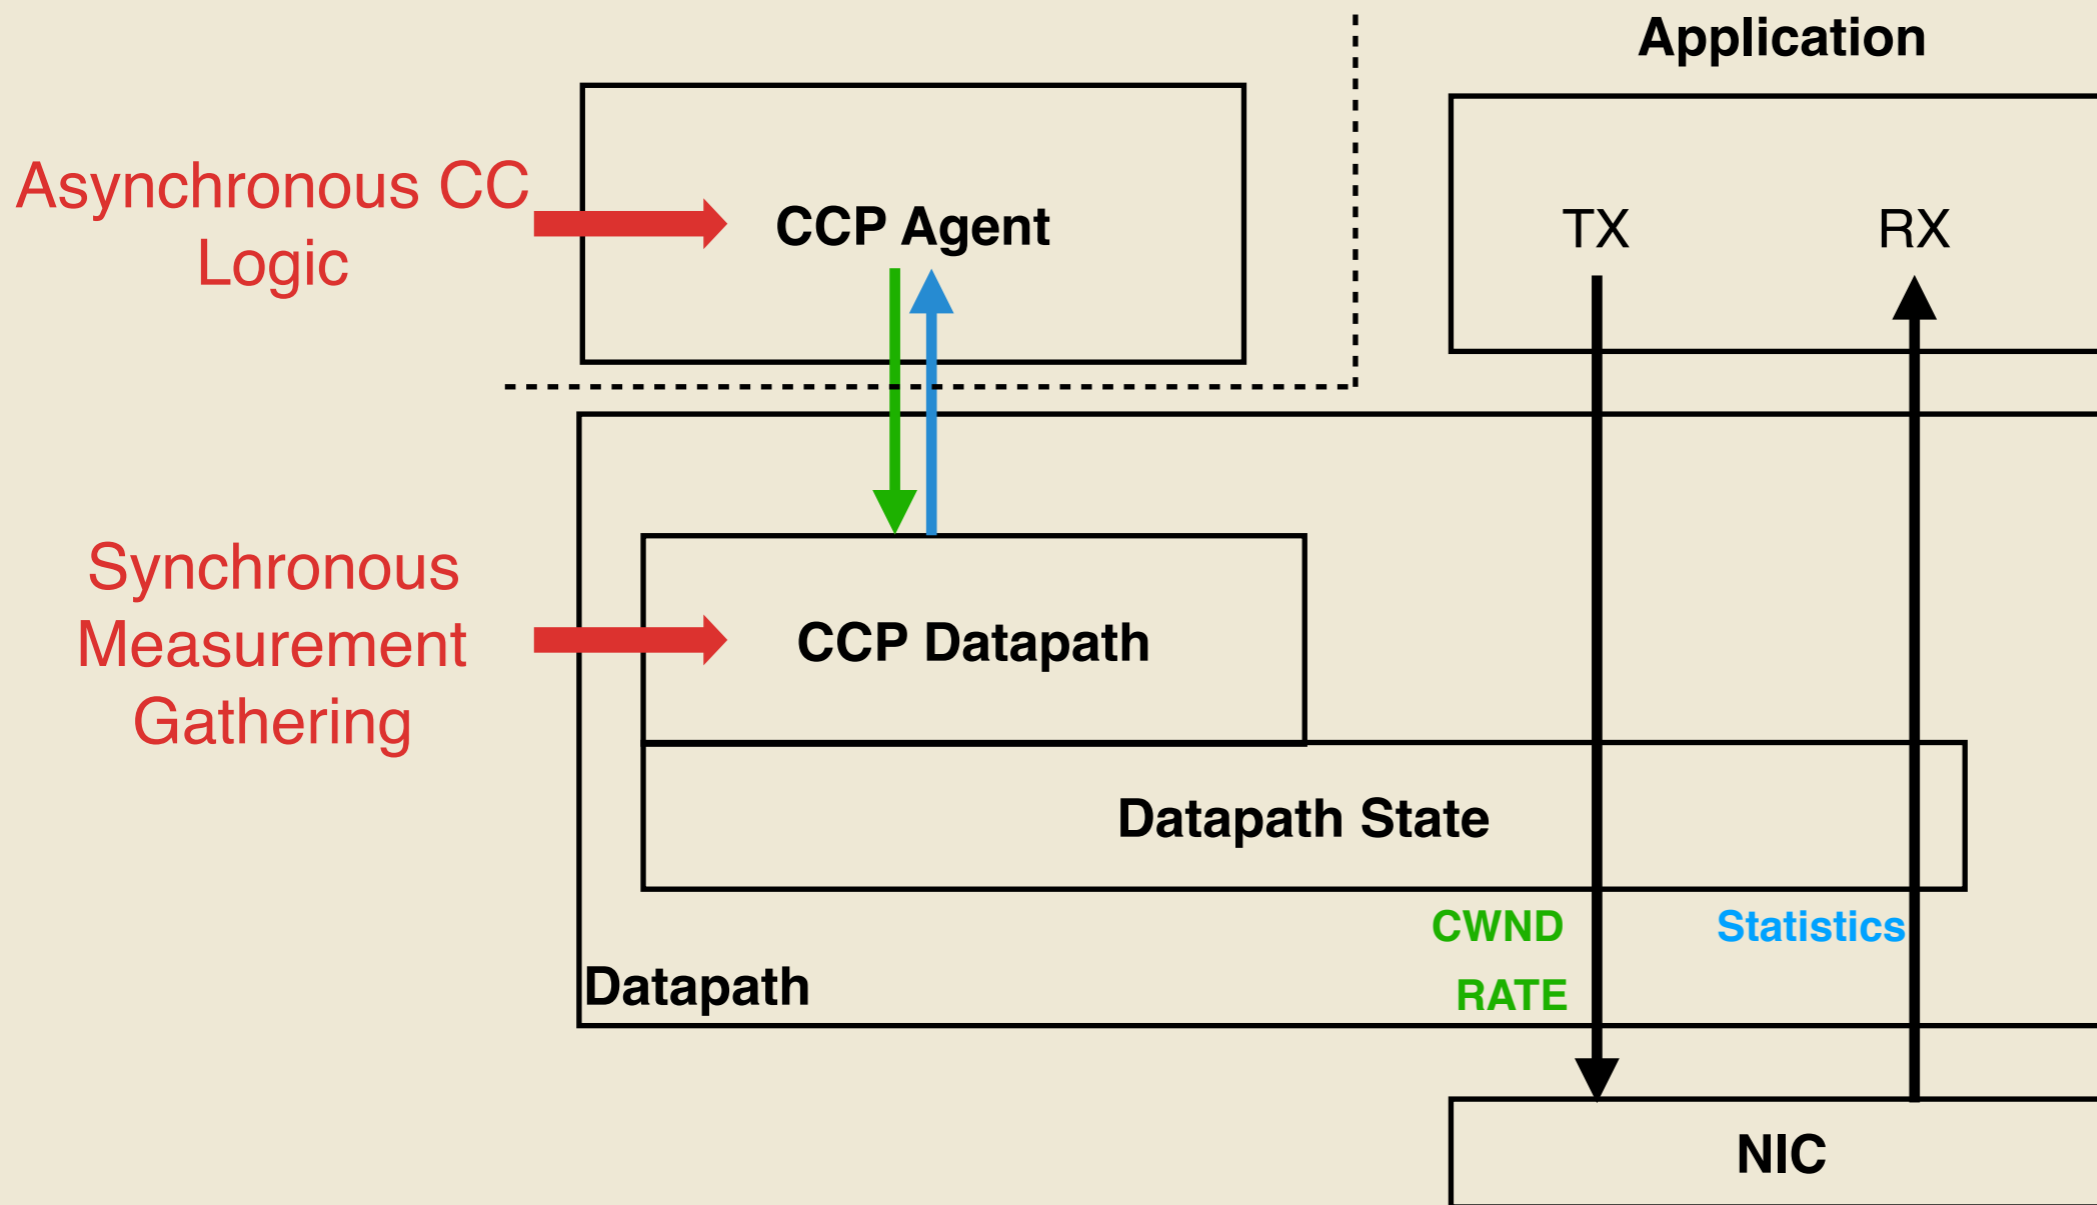 Application
Asynchronous CC
Logic
CCP Agent
TX
RX
Synchronous
Measurement
Gathering
CCP Datapath
Datapath State
CWND
Statistics
RATE
Datapath
NIC